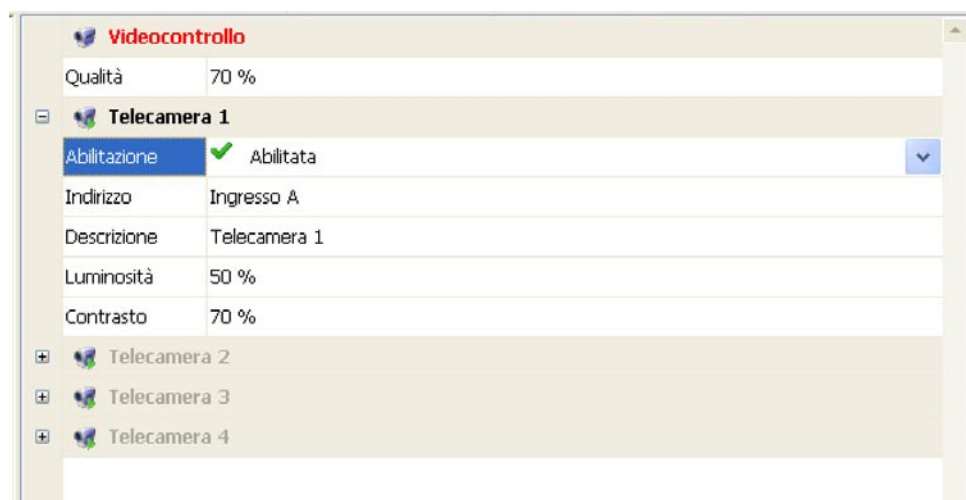 Videocontrollo
Qualità 70 %
Telecamera 1
Abilitazione Abilitata
Indirizzo Ingresso A
Descrizione Telecamera 1
Luminosità 50 %
Contrasto 70 %
Telecamera 2
Telecamera 3
Telecamera 4